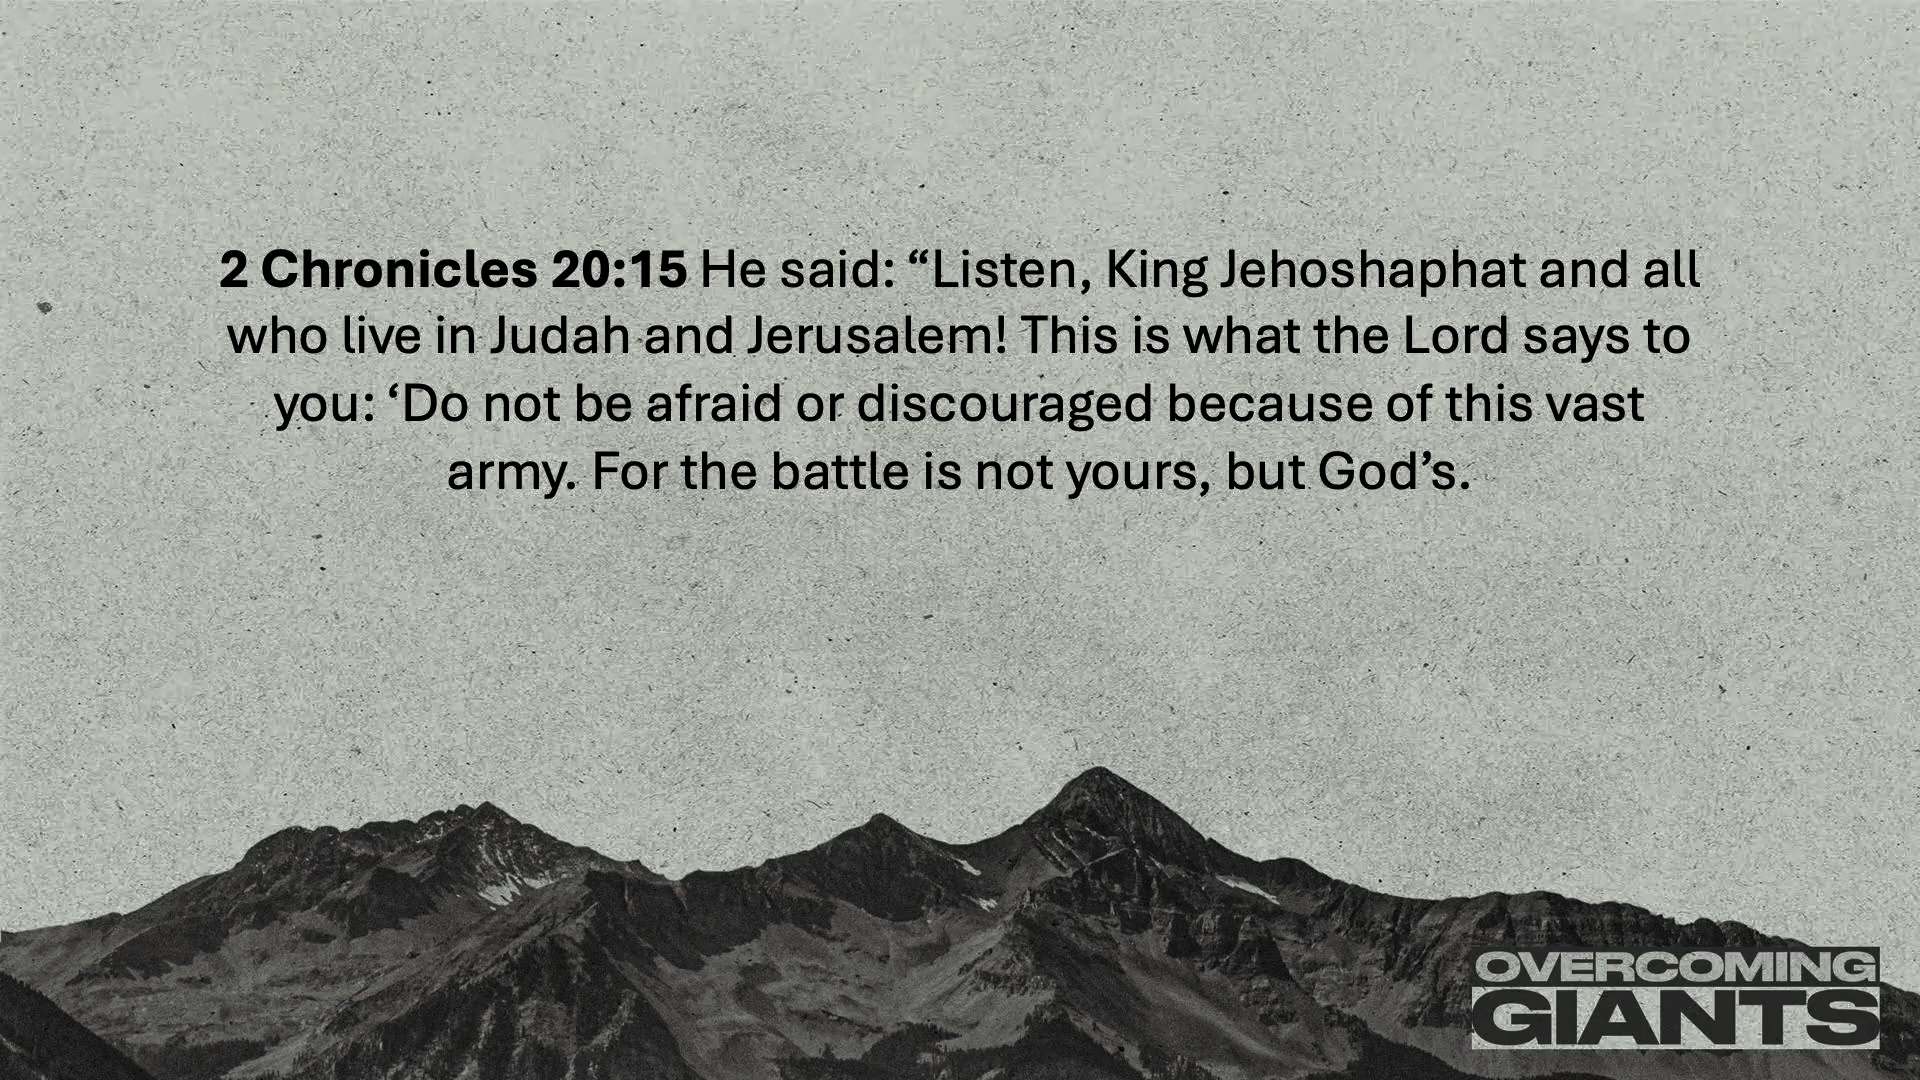 2 Chronicles 20:15 He said: “Listen, King Jehoshaphat and all
who live in Judah and Jerusalem! This is what the Lord says to
you: ‘Do not be afraid or discouraged because of this vast
army. For the battle is not yours, but God’s.
OVERCOMING
GIANTS